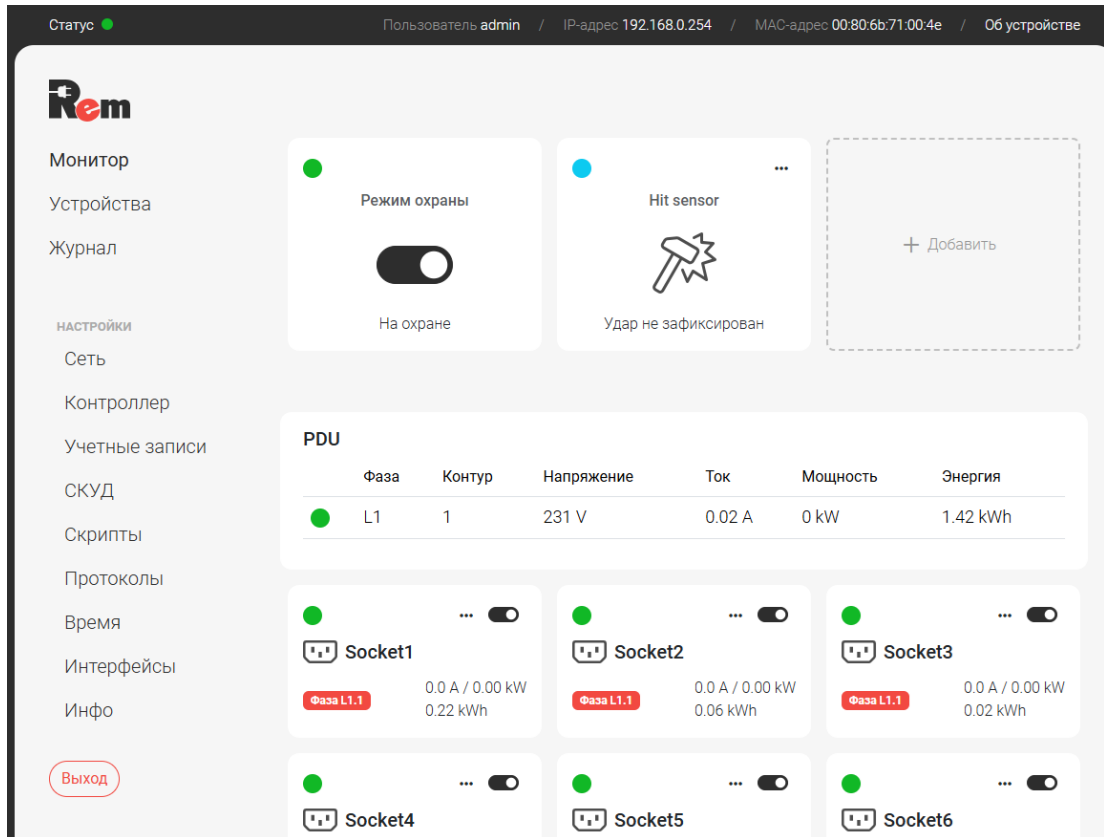 Статус Пользователь admin / IP-адрес 192.168.0.254 / MAC-адрес 00:80:6b:71:00:4e / Об устройстве
Rem
Монитор
Устройства
Журнал
НАСТРОЙКИ
Сеть
Контроллер
Учетные записи
СКУД
Скрипты
Протоколы
Время
Интерфейсы
Инфо
Выход
Режим охраны
На охране
Hit sensor
Удар не зафиксирован
+ Добавить
PDU
Фаза Контур Напряжение Ток Мощность Энергия
L1 1 231 V 0.02 A 0 kW 1.42 kWh
Socket1
Фаза L1.1
0.0 A / 0.00 kW
0.22 kWh
Socket2
Фаза L1.1
0.0 A / 0.00 kW
0.06 kWh
Socket3
Фаза L1.1
0.0 A / 0.00 kW
0.02 kWh
Socket4
Socket5
Socket6